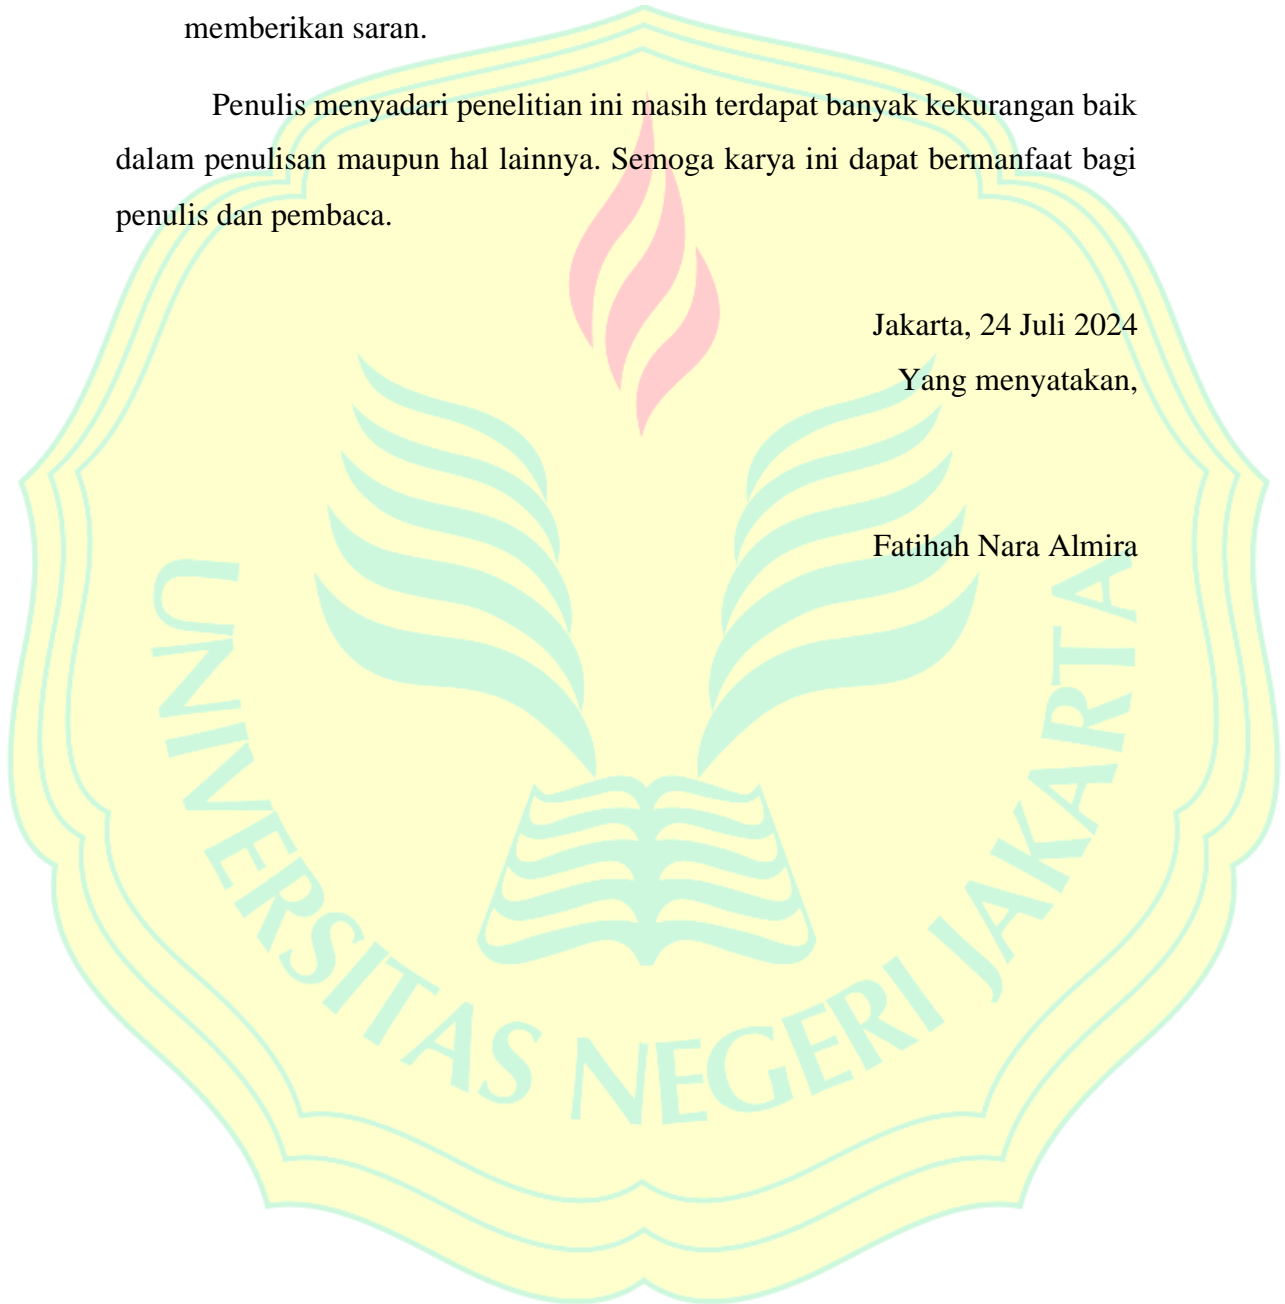 memberikan saran.
Penulis menyadari penelitian ini masih terdapat banyak kekurangan baik
dalam penulisan maupun hal lainnya. Semoga karya ini dapat bermanfaat bagi
penulis dan pembaca.
Jakarta, 24 Juli 2024
Yang menyatakan,
Fatihah Nara Almira
UNIVERSITAS NEGERI JAKARTA